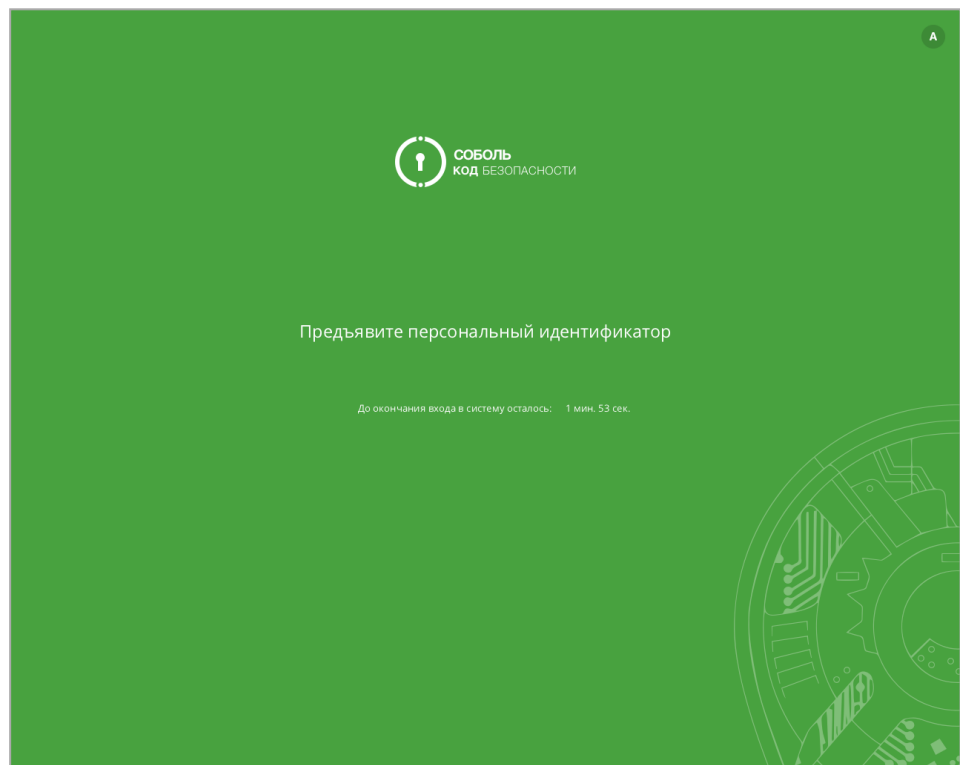 A
СОБОЛЬ
КОД БЕЗОПАСНОСТИ
Предъявите персональный идентификатор
До окончания входа в систему осталось: 1 мин. 53 сек.